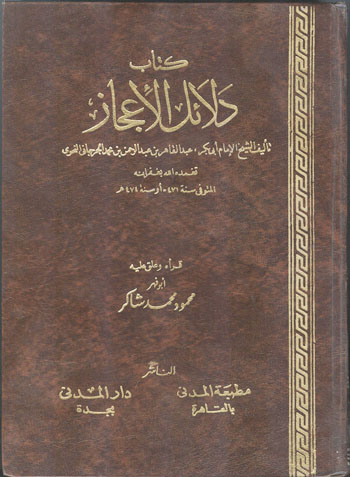 كتاب
دلائل الإعجاز
تأليف الشيخ الإمام أبي بكر، عبد القاهر بن عبد الرحمن بن محمد الجرجاني النحوي
تغمده الله بغفرانه
المتوفى سنة ٤٧١ - أو سنة ٤٧٤ هـ
قرأه وعلق عليه
أبو فهر
محمود محمد شاكر
الناشر
مطبعة المدني دار المدني
بالقاهرة بجدة